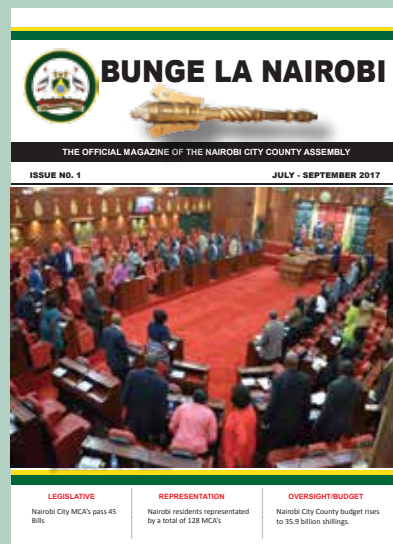 BUNGE LA NAIROBI
THE OFFICIAL MAGAZINE OF THE NAIROBI CITY COUNTY ASSEMBLY
ISSUE N0. 1
JULY - SEPTEMBER 2017
LEGISLATIVE
Nairobi City MCA's pass 45
Bills
REPRESENTATION
Nairobi residents represented
by a total of 128 MCA's
OVERSIGHT/BUDGET
Nairobi City County budget rises
to 35.9 billion shillings.